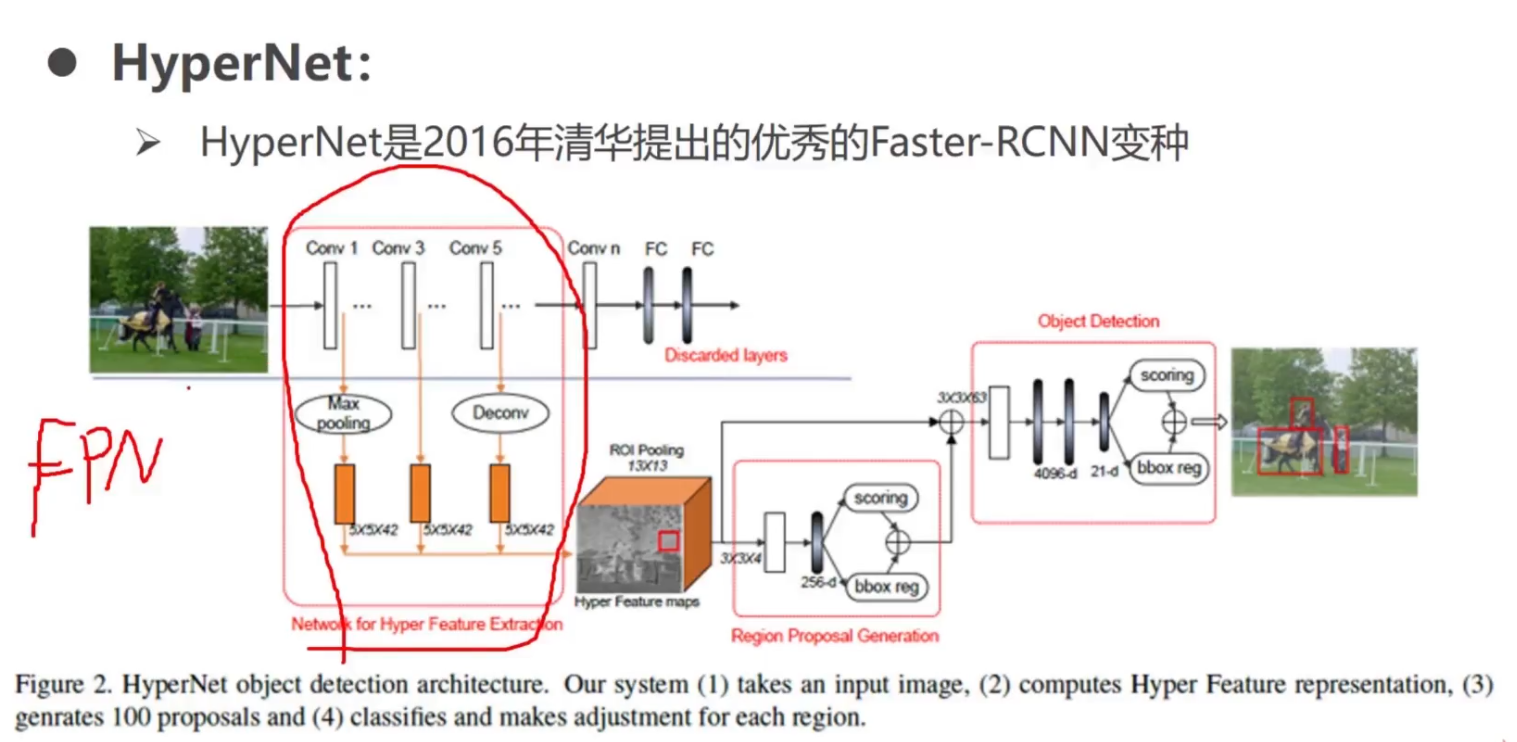 HyperNet:
HyperNet是2016年清华提出的优秀的Faster-RCNN变种
Conv 1 Conv 3 Conv 5 Conv n FC FC
... ... ...
Discarded layers
Max pooling
Deconv
FPN
5X5X42 5X5X42 5X5X42
Network for Hyper Feature Extraction
ROI Pooling
13X13
Hyper Feature maps
3X3X4
256-d
scoring
bbox reg
Region Proposal Generation
Object Detection
3X3X63
4096-d 21-d
scoring
bbox reg
Figure 2. HyperNet object detection architecture. Our system (1) takes an input image, (2) computes Hyper Feature representation, (3)
genrates 100 proposals and (4) classifies and makes adjustment for each region.